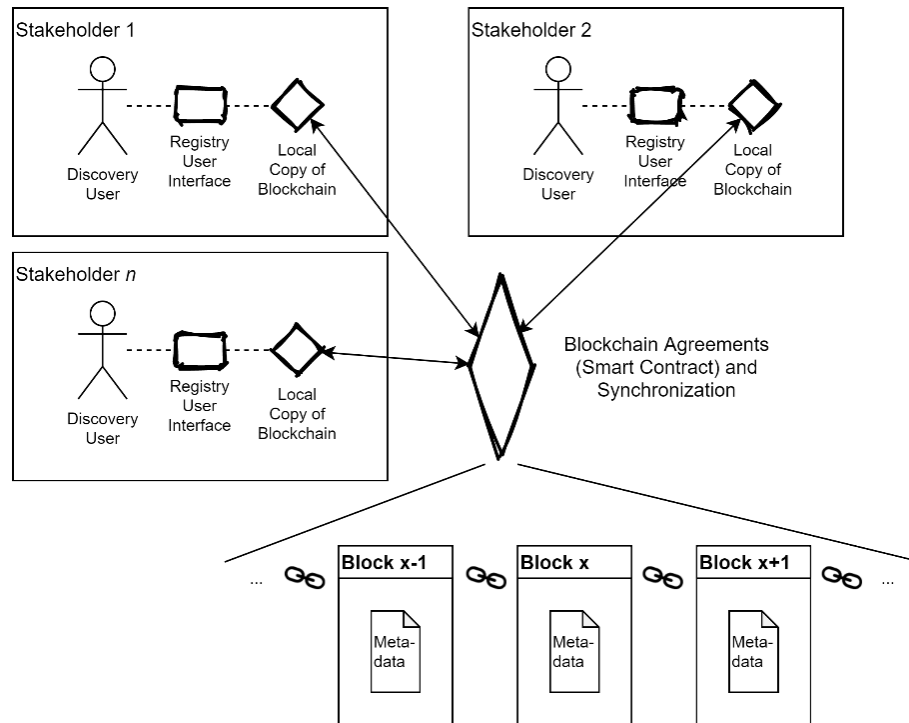 Stakeholder 1
Discovery
User
Registry
User
Interface
Local
Copy of
Blockchain
Stakeholder 2
Discovery
User
Registry
User
Interface
Local
Copy of
Blockchain
Stakeholder n
Discovery
User
Registry
User
Interface
Local
Copy of
Blockchain
Blockchain Agreements
(Smart Contract) and
Synchronization
...
Block x-1
Block x
Block x+1
...
Meta-
data
Meta-
data
Meta-
data